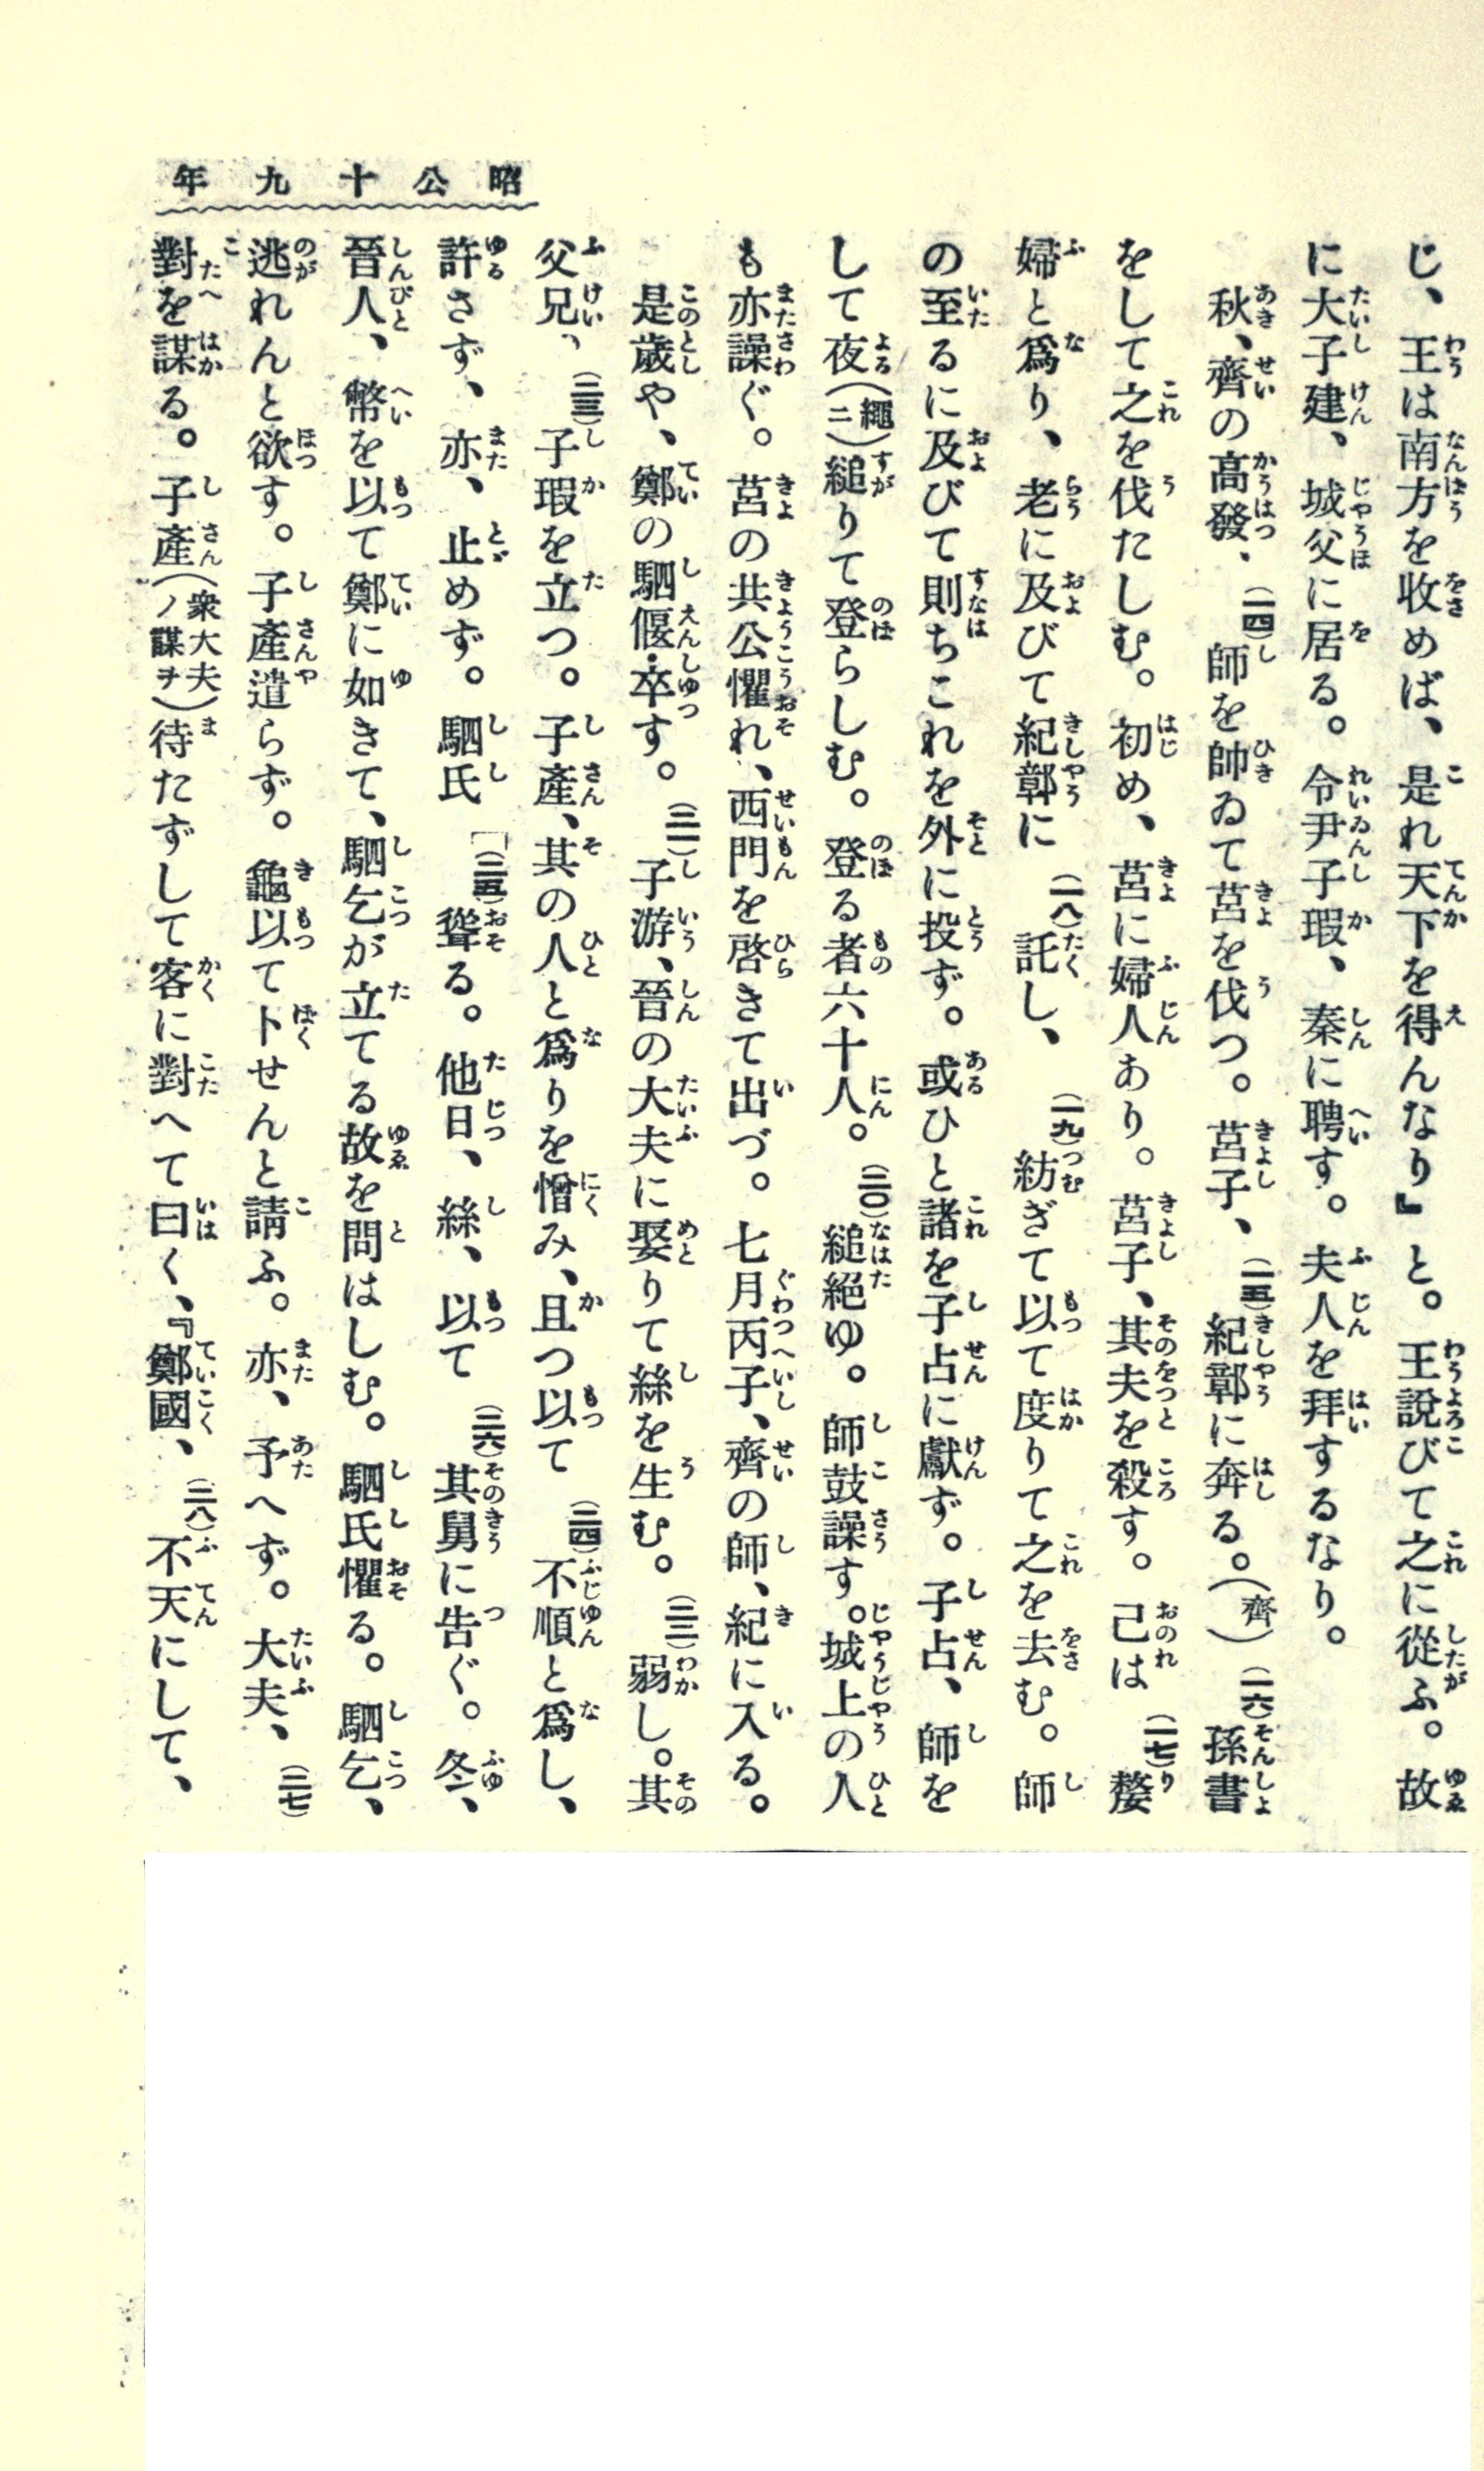 昭公十九年
じ、王は南方を收めば、是れ天下を得んなり』と。王說びて之に從ふ。故
に大子建、城父に居る。令尹子瑕、秦に聘す。夫人を拜するなり。
秋、齊の高發、(一四)師を帥ゐて莒を伐つ。莒子、(一五)紀鄣に奔る。(齊)(一六)孫書
をして之を伐たしむ。初め、莒に婦人あり。莒子、其夫を殺す。己は(一七)嫠
婦と爲り、老に及びて紀鄣に(一八)託し、(一九)紡ぎて以て度りて之を去む。師
の至るに及びて則ちこれを外に投ず。或ひと諸を子占に獻ず。子占、師を
して夜(繩ニ)縋りて登らしむ。登る者六十人。(二〇)縋絕ゆ。師鼓譟す。城上の人
も亦譟ぐ。莒の共公懼れ、西門を啓きて出づ。七月丙子、齊の師、紀に入る。
是歲や、鄭の駟偃・卒す。(二一)子游、晉の大夫に娶りて絲を生む。(二二)弱し。其
父兄、(二三)子瑕を立つ。子產、其の人と爲りを憎み、且つ以て(二四)不順と爲し、
許さず、亦、止めず。駟氏(二五)聳る。他日、絲、以て(二六)其舅に告ぐ。冬、
晉人、幣を以て鄭に如きて、駟乞が立てる故を問はしむ。駟氏懼る。駟乞、
逃れんと欲す。子產遣らず。龜以て卜せんと請ふ。亦、予へず。大夫、(二七)
對を謀る。子產(衆大夫ノ謀ヲ)待たずして客に對へて曰く、『鄭國、(二八)不天にして、